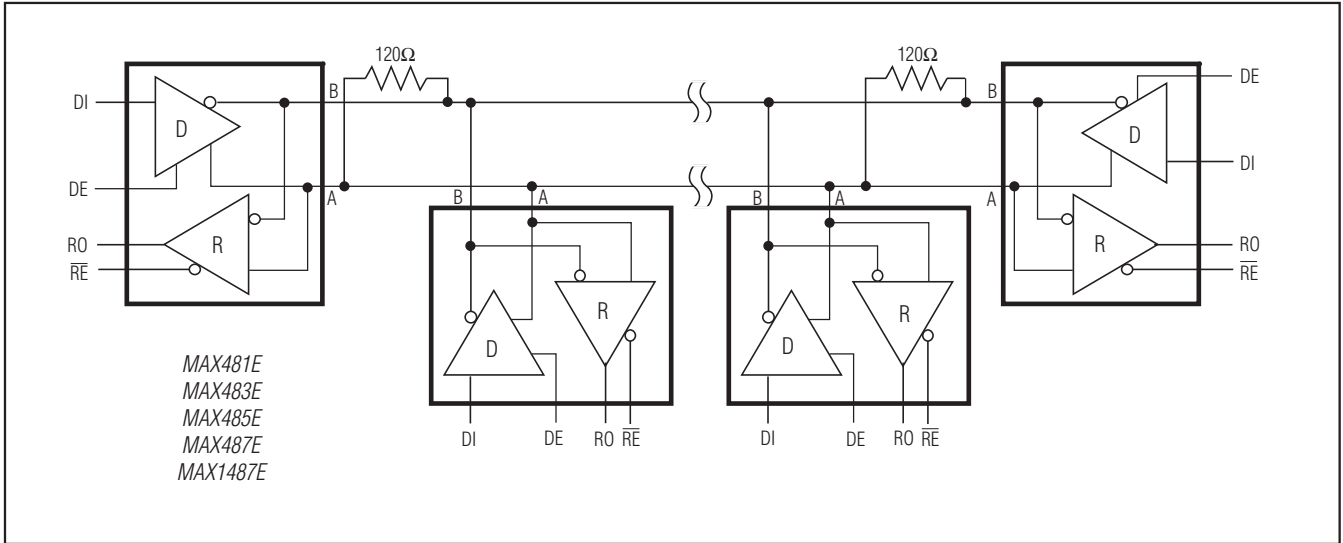 120Ω
120Ω
B
B
DE
DI
D
D
DI
DE
A
B
A
B
A
A
RO
R
R
RO
RE
RE
R
R
D
D
MAX481E
MAX483E
MAX485E
MAX487E
MAX1487E
DI
DE
RO
RE
DI
DE
RO
RE